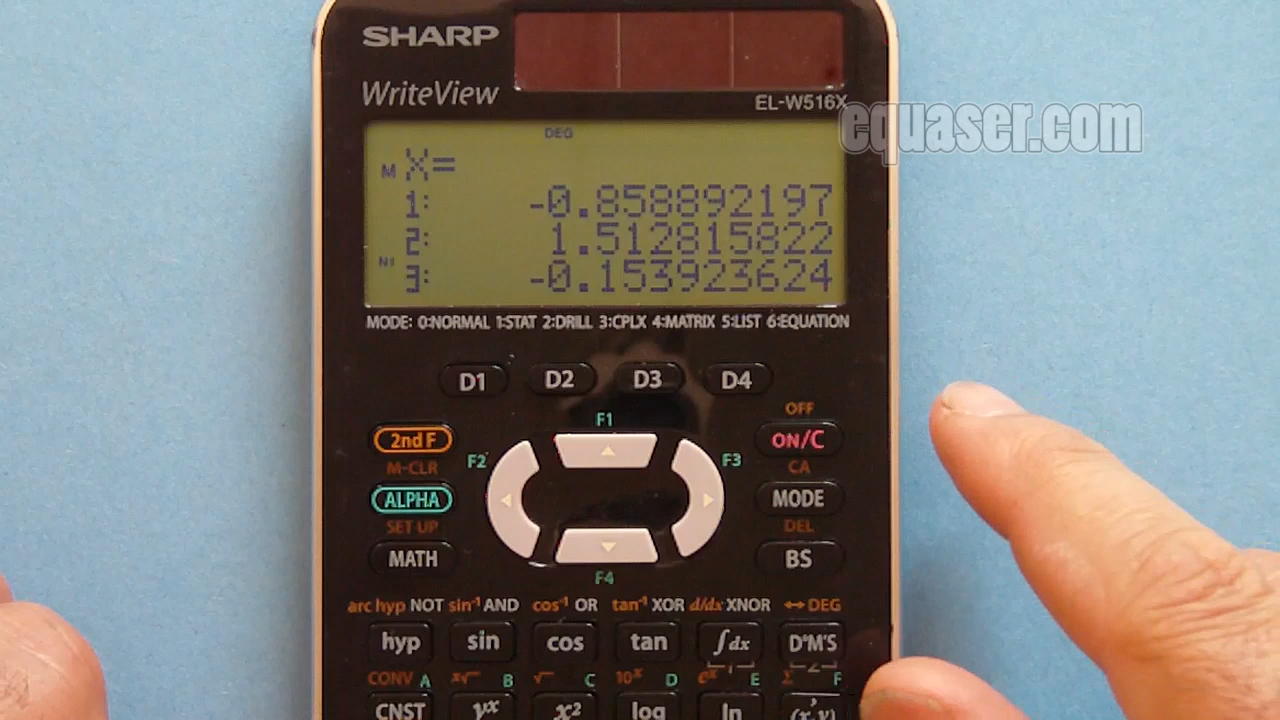 SHARP
WriteView
EL-W516X
equaser.com
DEG
M X=
1: -0.858892197
2: 1.512815822
3: -0.153923624
MODE: 0:NORMAL 1:STAT 2:DRILL 3:CPLX 4:MATRIX 5:LIST 6:EQUATION
D1 D2 D3 D4
F1 OFF
2nd F F2 F3 ON/C
M-CLR CA
ALPHA MODE
SET UP DEL
MATH BS
F4
arc hyp NOT sin⁻¹ AND cos⁻¹ OR tan⁻¹ XOR d/dx XNOR ↔DEG
hyp sin cos tan ∫dx D°M'S
CONV A ˣ√ B √ C 10ˣ D eˣ E Σ F
CNST yˣ x² log ln (x,y)